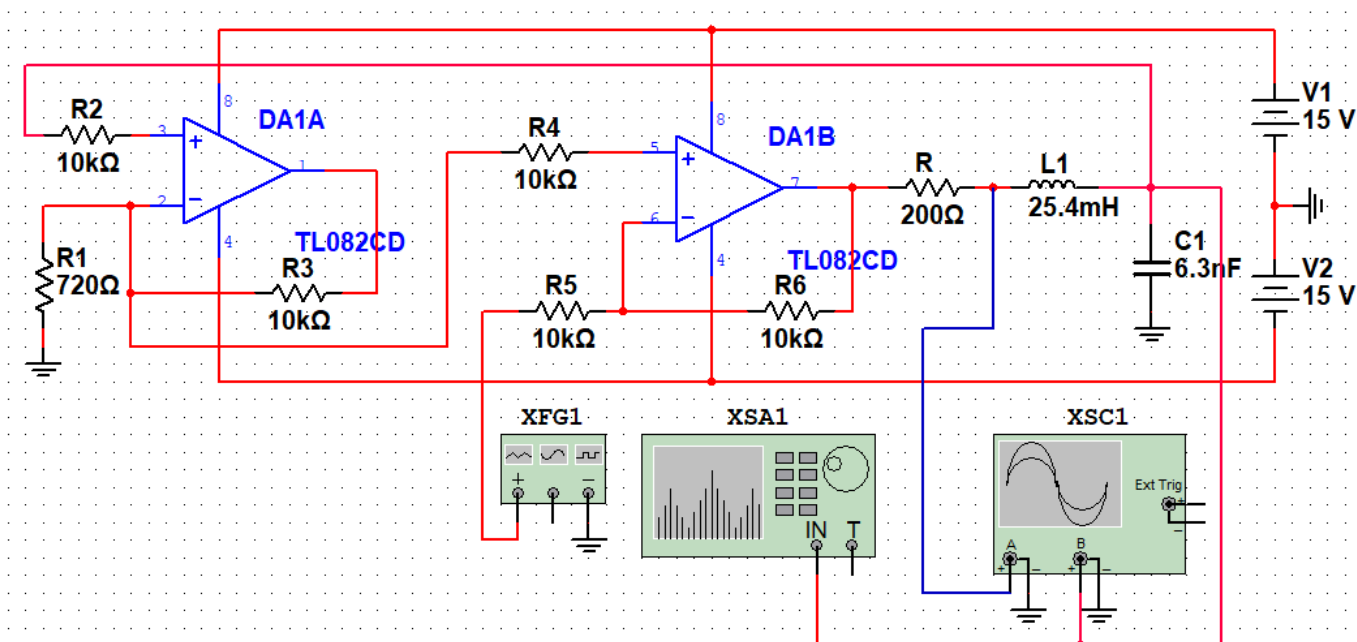 R2
10kΩ
3
2
8
4
1
DA1A
TL082CD
R1
720Ω
R3
10kΩ
R4
10kΩ
5
6
8
4
7
DA1B
TL082CD
R5
10kΩ
R6
10kΩ
R
200Ω
L1
25.4mH
C1
6.3nF
V1
15 V
V2
15 V
XFG1
XSA1
IN T
XSC1
Ext Trig
A B